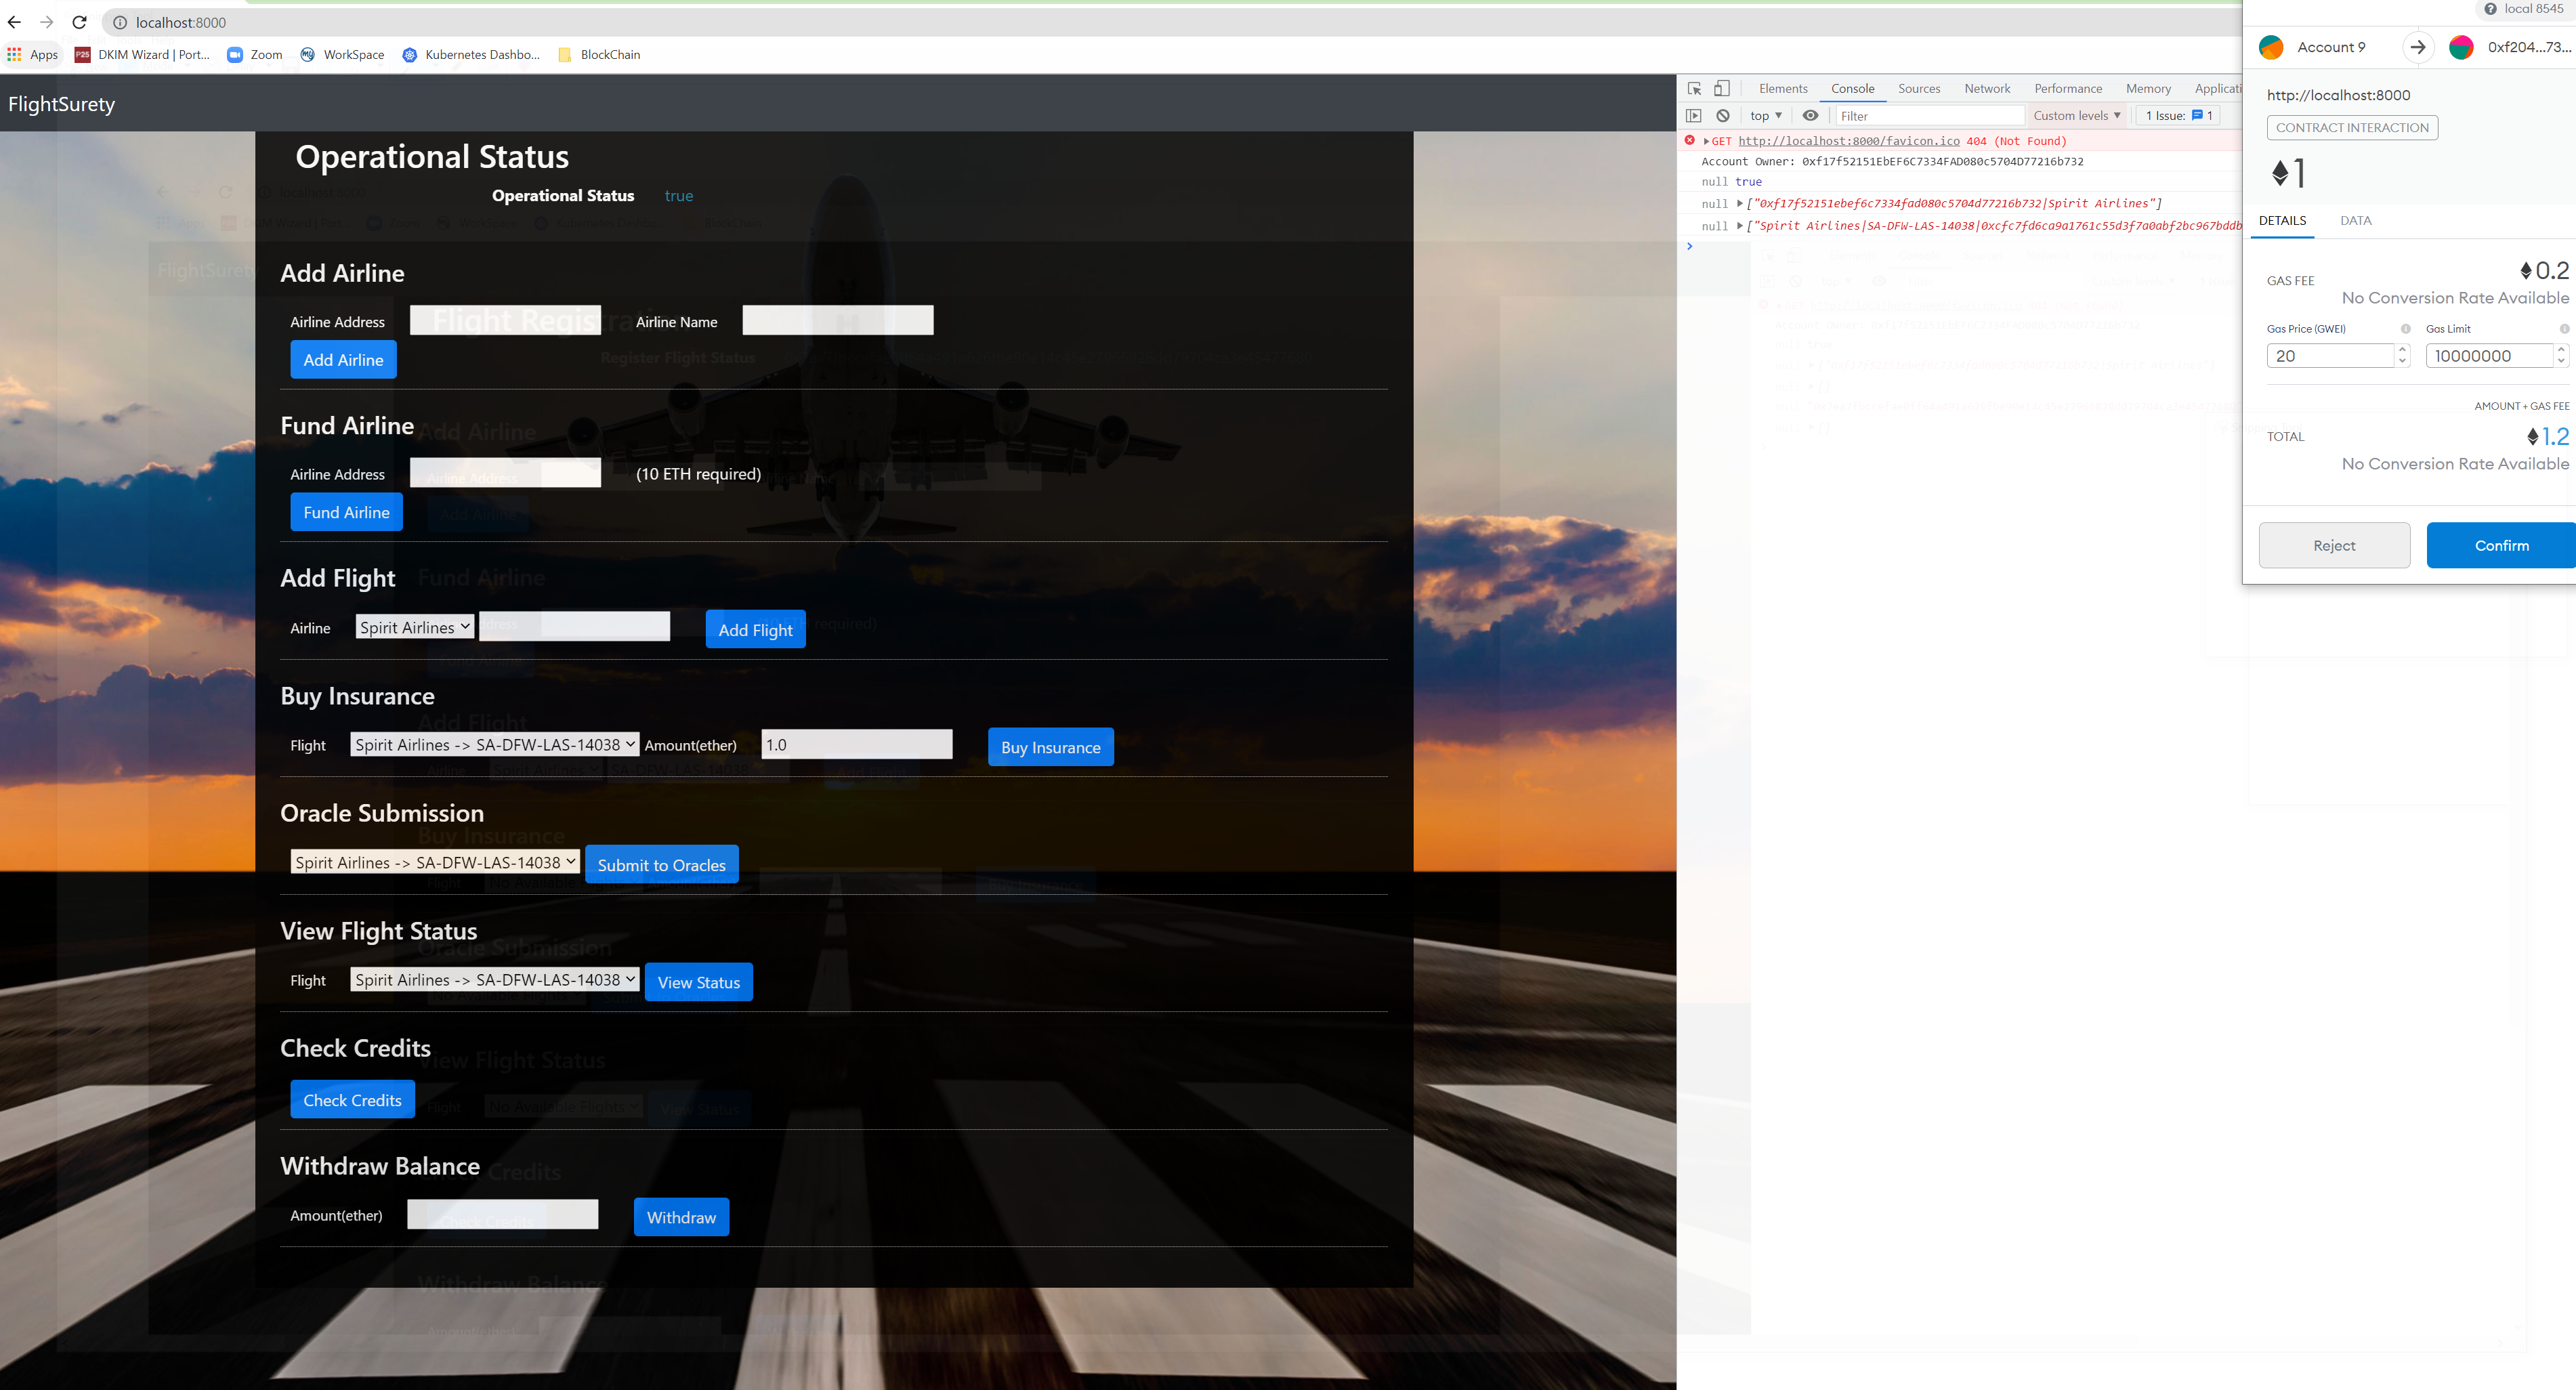 localhost:8000
local 8545
Apps DKIM Wizard | Port... Zoom WorkSpace Kubernetes Dashbo... BlockChain
FlightSurety
Operational Status
Operational Status true
Add Airline
Airline Address Airline Name
Add Airline
Fund Airline
Airline Address (10 ETH required)
Fund Airline
Add Flight
Airline Spirit Airlines Add Flight
Buy Insurance
Flight Spirit Airlines -> SA-DFW-LAS-14038 Amount(ether) 1.0 Buy Insurance
Oracle Submission
Spirit Airlines -> SA-DFW-LAS-14038 Submit to Oracles
View Flight Status
Flight Spirit Airlines -> SA-DFW-LAS-14038 View Status
Check Credits
Check Credits
Withdraw Balance
Amount(ether) Withdraw
Elements Console Sources Network Performance Memory Applicati
top Filter Custom levels 1 Issue: 1
GET http://localhost:8000/favicon.ico 404 (Not Found)
Account Owner: 0xf17f52151EbEF6C7334FAD080c5704D77216b732
null true
null ["0xf17f52151ebef6c7334fad080c5704d77216b732|Spirit Airlines"]
null ["Spirit Airlines|SA-DFW-LAS-14038|0xcfc7fd6ca9a1761c55d3f7a0abf2bc967bddb
Account 9 0xf204...73...
http://localhost:8000
CONTRACT INTERACTION
1
DETAILS DATA
GAS FEE 0.2
No Conversion Rate Available
Gas Price (GWEI) Gas Limit
20 10000000
AMOUNT + GAS FEE
TOTAL 1.2
No Conversion Rate Available
Reject Confirm